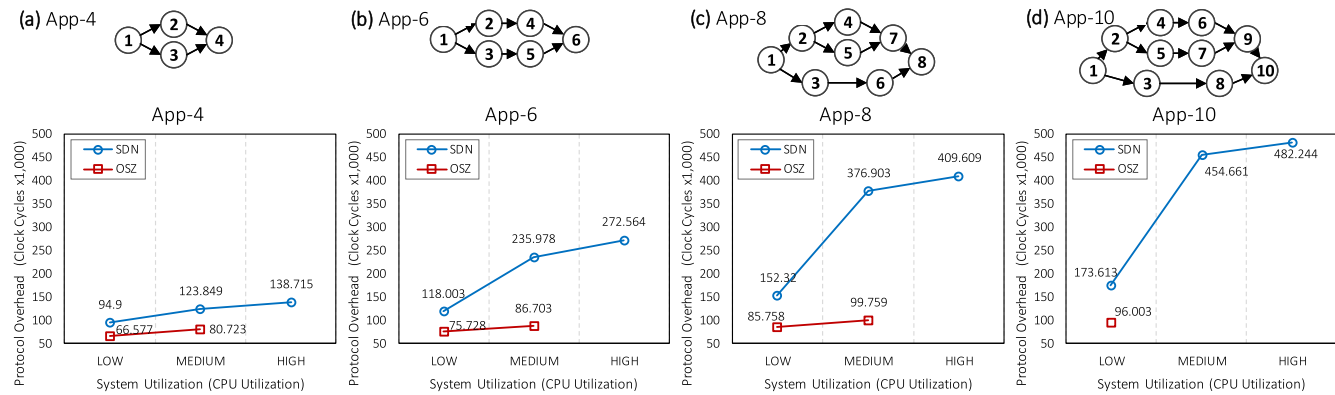 (a) App-4
1
2
3
4
App-4
Protocol Overhead (Clock Cycles x1,000)
500
450
400
350
300
250
200
150
100
50
SDN
OSZ
94.9
123.849
138.715
66.577
80.723
LOW MEDIUM HIGH
System Utilization (CPU Utilization)
(b) App-6
1
2 4
3 5
6
App-6
Protocol Overhead (Clock Cycles x1,000)
500
450
400
350
300
250
200
150
100
50
SDN
OSZ
272.564
235.978
118.003
86.703
75.728
LOW MEDIUM HIGH
System Utilization (CPU Utilization)
(c) App-8
1
2
4
5
7
3
6
8
App-8
Protocol Overhead (Clock Cycles x1,000)
500
450
400
350
300
250
200
150
100
50
SDN
OSZ
409.609
376.903
152.32
85.758
99.759
LOW MEDIUM HIGH
System Utilization (CPU Utilization)
(d) App-10
1
2
4 6
5 7
9
3
8
10
App-10
Protocol Overhead (Clock Cycles x1,000)
500
450
400
350
300
250
200
150
100
50
SDN
OSZ
482.244
454.661
173.613
96.003
LOW MEDIUM HIGH
System Utilization (CPU Utilization)